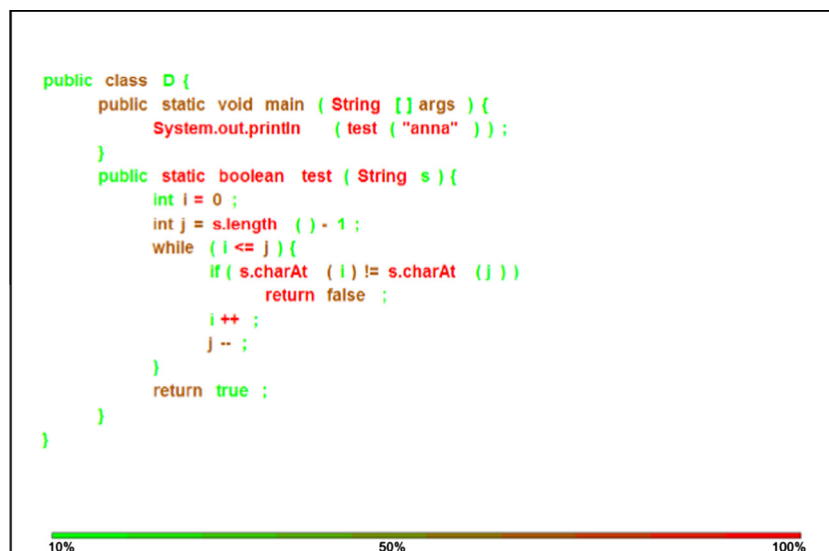 public class D {
public static void main ( String [ ] args ) {
System.out.println ( test ( "anna" ) ) ;
}
public static boolean test ( String s ) {
int i = 0 ;
int j = s.length ( ) - 1 ;
while ( i <= j ) {
if ( s.charAt ( i ) != s.charAt ( j ) )
return false ;
i ++ ;
j -- ;
}
return true ;
}
}
10% 50% 100%